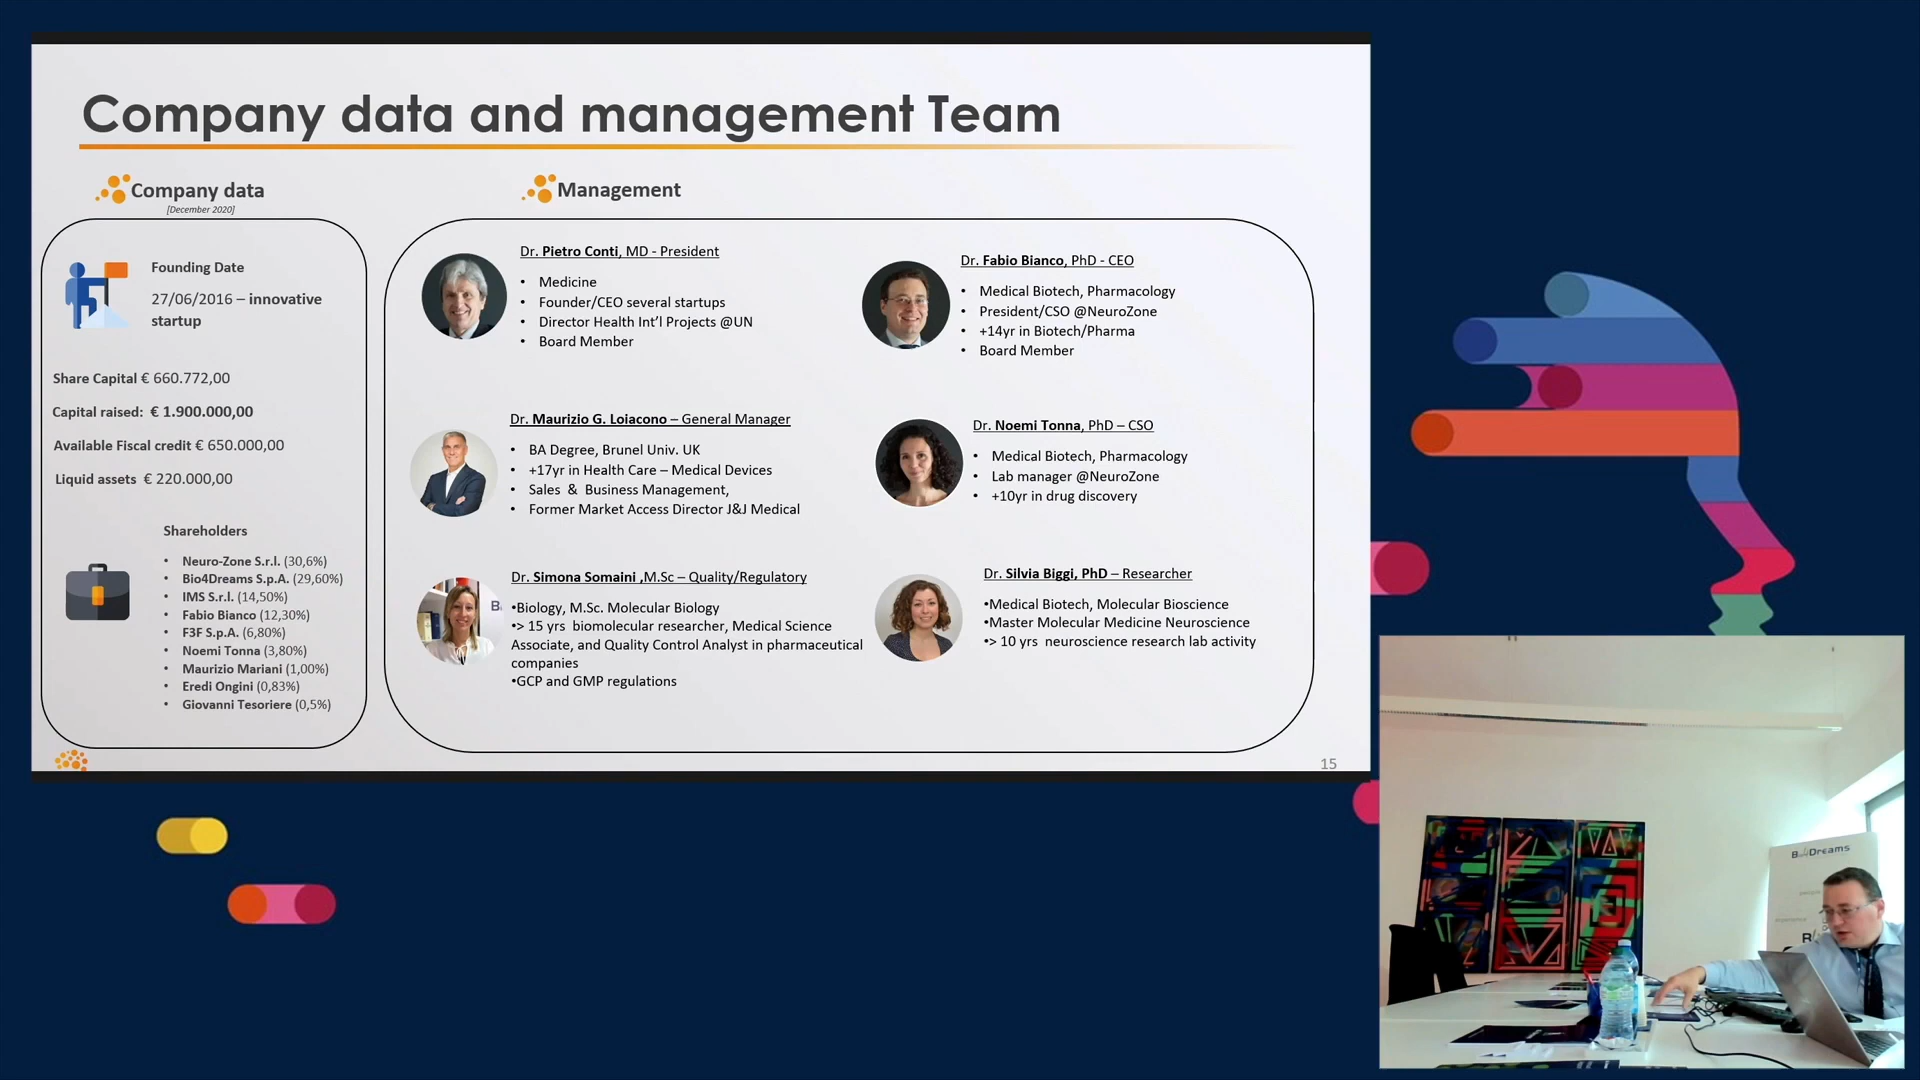 Company data and management Team
Company data
[December 2020]
Founding Date
27/06/2016 – innovative
startup
Share Capital € 660.772,00
Capital raised: € 1.900.000,00
Available Fiscal credit € 650.000,00
Liquid assets € 220.000,00
Shareholders
• Neuro-Zone S.r.l. (30,6%)
• Bio4Dreams S.p.A. (29,60%)
• IMS S.r.l. (14,50%)
• Fabio Bianco (12,30%)
• F3F S.p.A. (6,80%)
• Noemi Tonna (3,80%)
• Maurizio Mariani (1,00%)
• Eredi Ongini (0,83%)
• Giovanni Tesoriere (0,5%)
Management
Dr. Pietro Conti, MD - President
• Medicine
• Founder/CEO several startups
• Director Health Int'l Projects @UN
• Board Member
Dr. Fabio Bianco, PhD - CEO
• Medical Biotech, Pharmacology
• President/CSO @NeuroZone
• +14yr in Biotech/Pharma
• Board Member
Dr. Maurizio G. Loiacono – General Manager
• BA Degree, Brunel Univ. UK
• +17yr in Health Care – Medical Devices
• Sales & Business Management,
• Former Market Access Director J&J Medical
Dr. Noemi Tonna, PhD – CSO
• Medical Biotech, Pharmacology
• Lab manager @NeuroZone
• +10yr in drug discovery
Dr. Simona Somaini ,M.Sc – Quality/Regulatory
•Biology, M.Sc. Molecular Biology
•> 15 yrs biomolecular researcher, Medical Science
Associate, and Quality Control Analyst in pharmaceutical
companies
•GCP and GMP regulations
Dr. Silvia Biggi, PhD – Researcher
•Medical Biotech, Molecular Bioscience
•Master Molecular Medicine Neuroscience
•> 10 yrs neuroscience research lab activity
15